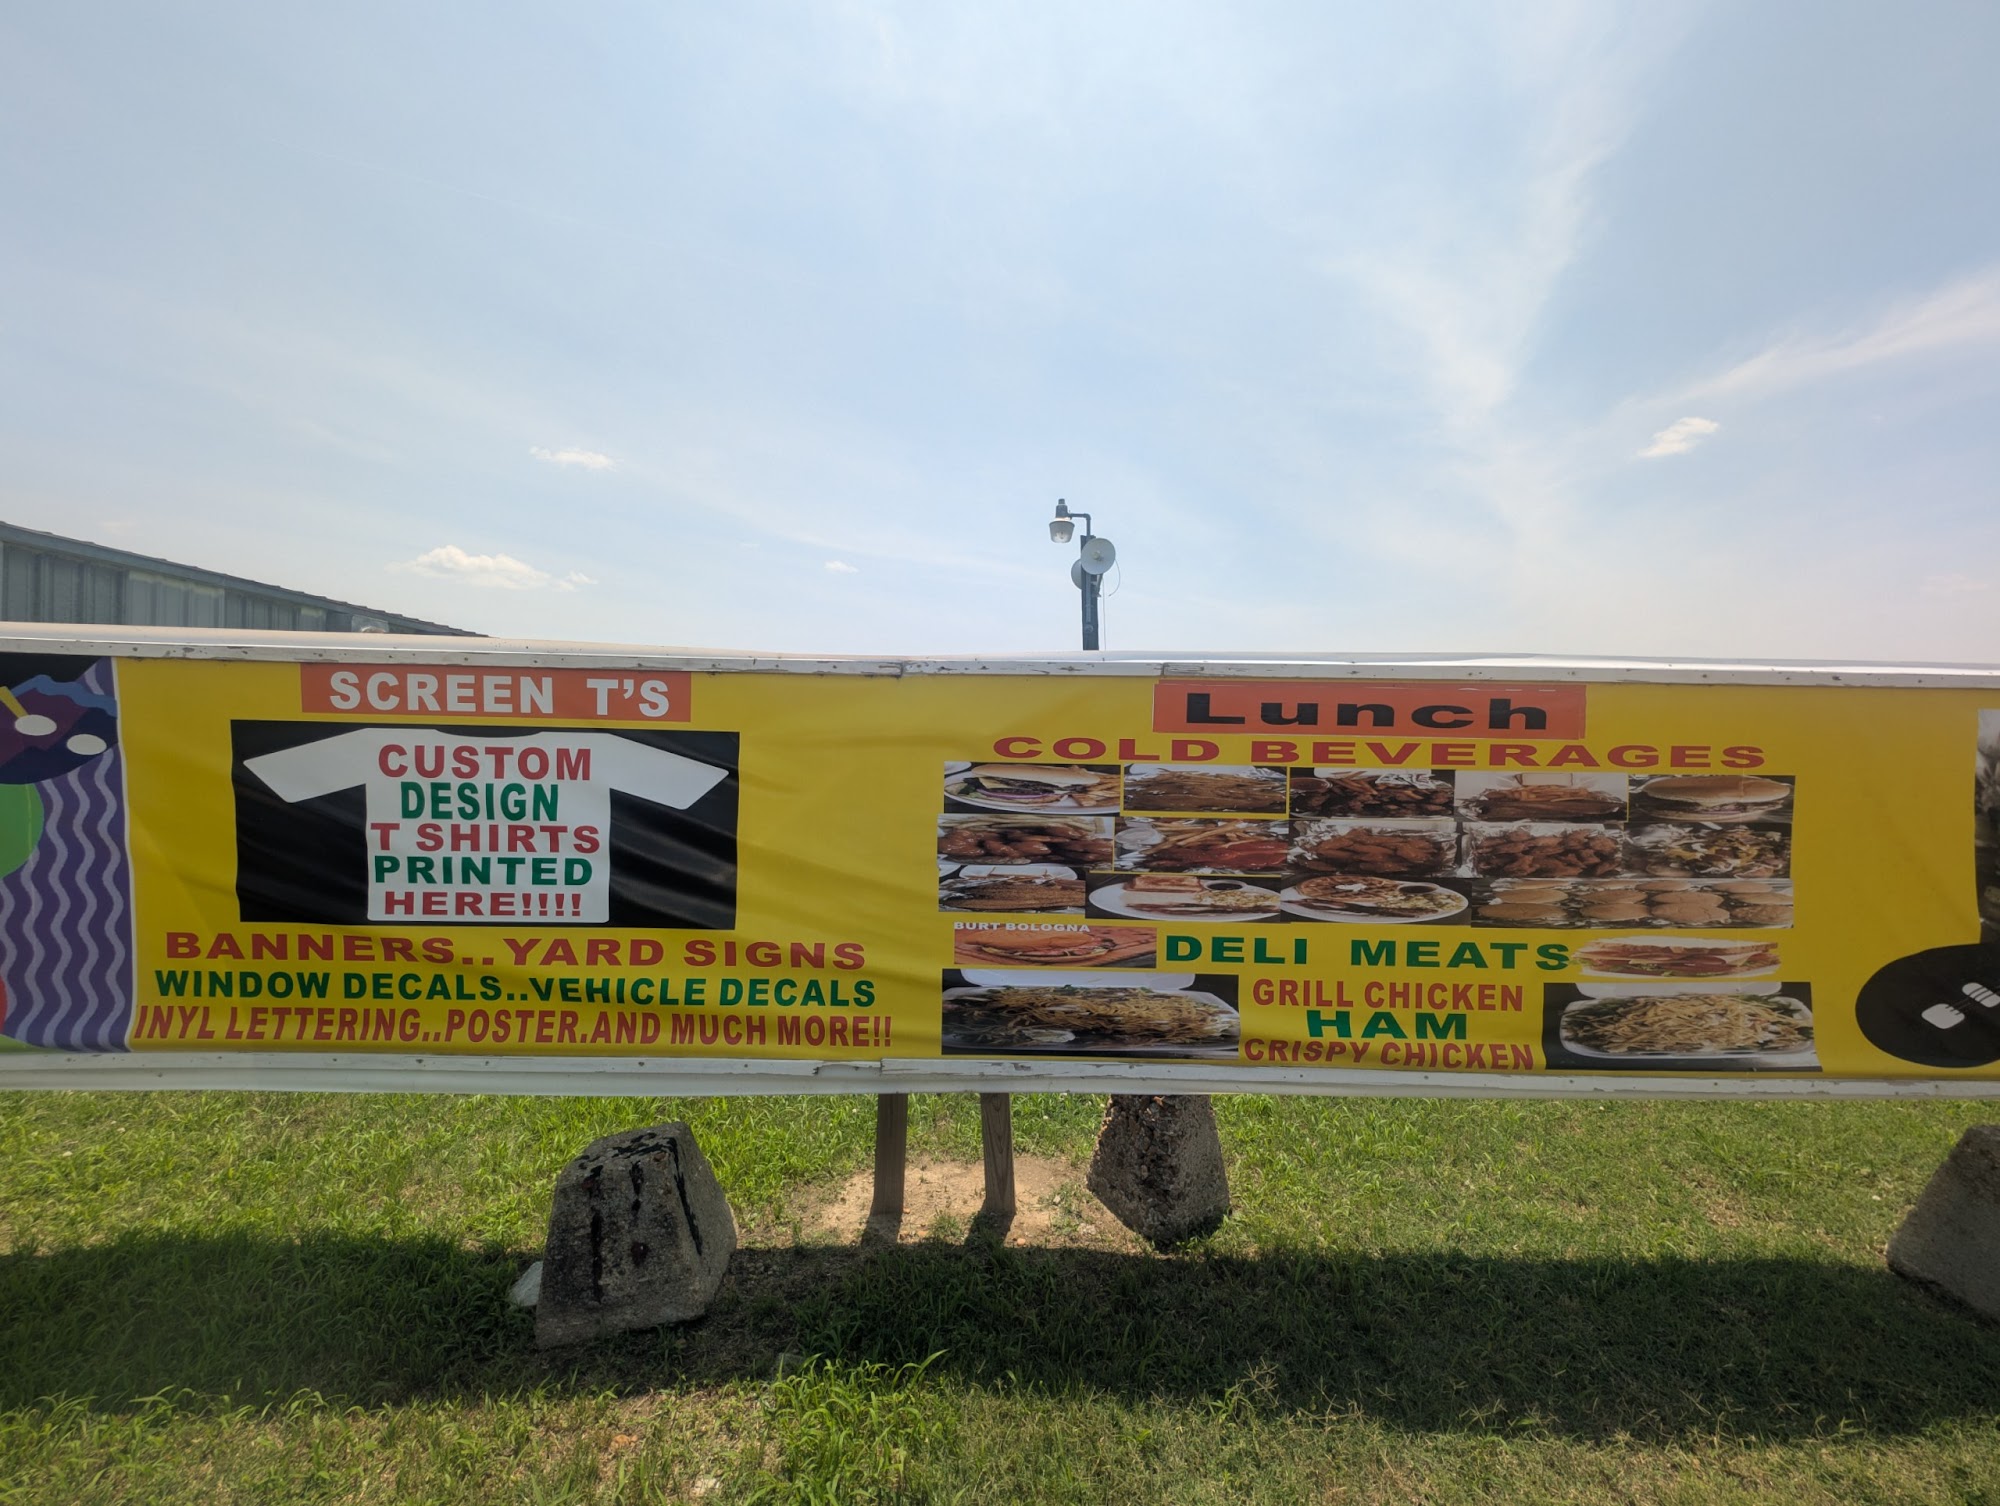 SCREEN T'S
CUSTOM
DESIGN
T SHIRTS
PRINTED
HERE!!!!
BANNERS..YARD SIGNS
WINDOW DECALS..VEHICLE DECALS
INYL LETTERING..POSTER.AND MUCH MORE!!
Lunch
COLD BEVERAGES
BURT BOLOGNA
DELI MEATS
GRILL CHICKEN
HAM
CRISPY CHICKEN